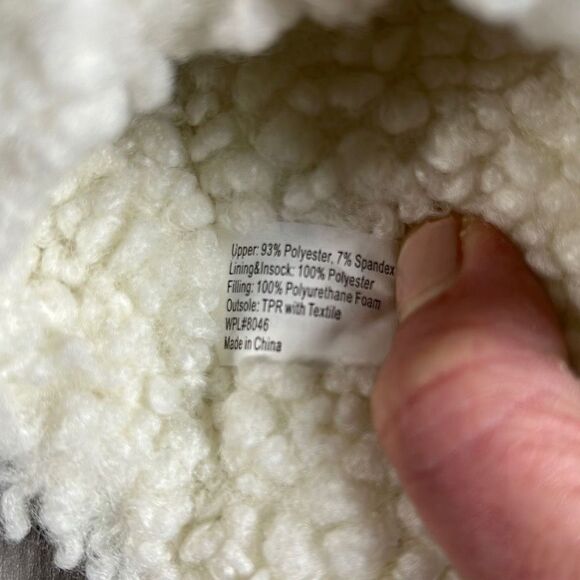 Upper: 93% Polyester, 7% Spandex
Lining&Insock: 100% Polyester
Filling: 100% Polyurethane Foam
Outsole: TPR with Textile
WPL#8046
Made in China